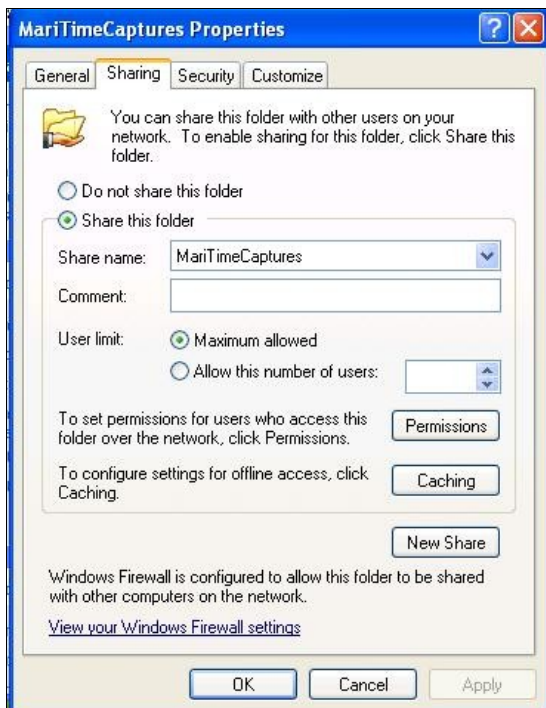 MariTimeCaptures Properties
General Sharing Security Customize
You can share this folder with other users on your
network. To enable sharing for this folder, click Share this
folder.
Do not share this folder
Share this folder
Share name: MariTimeCaptures
Comment:
User limit: Maximum allowed
Allow this number of users:
To set permissions for users who access this
folder over the network, click Permissions.
Permissions
To configure settings for offline access, click
Caching.
Caching
New Share
Windows Firewall is configured to allow this folder to be shared
with other computers on the network.
View your Windows Firewall settings
OK Cancel Apply